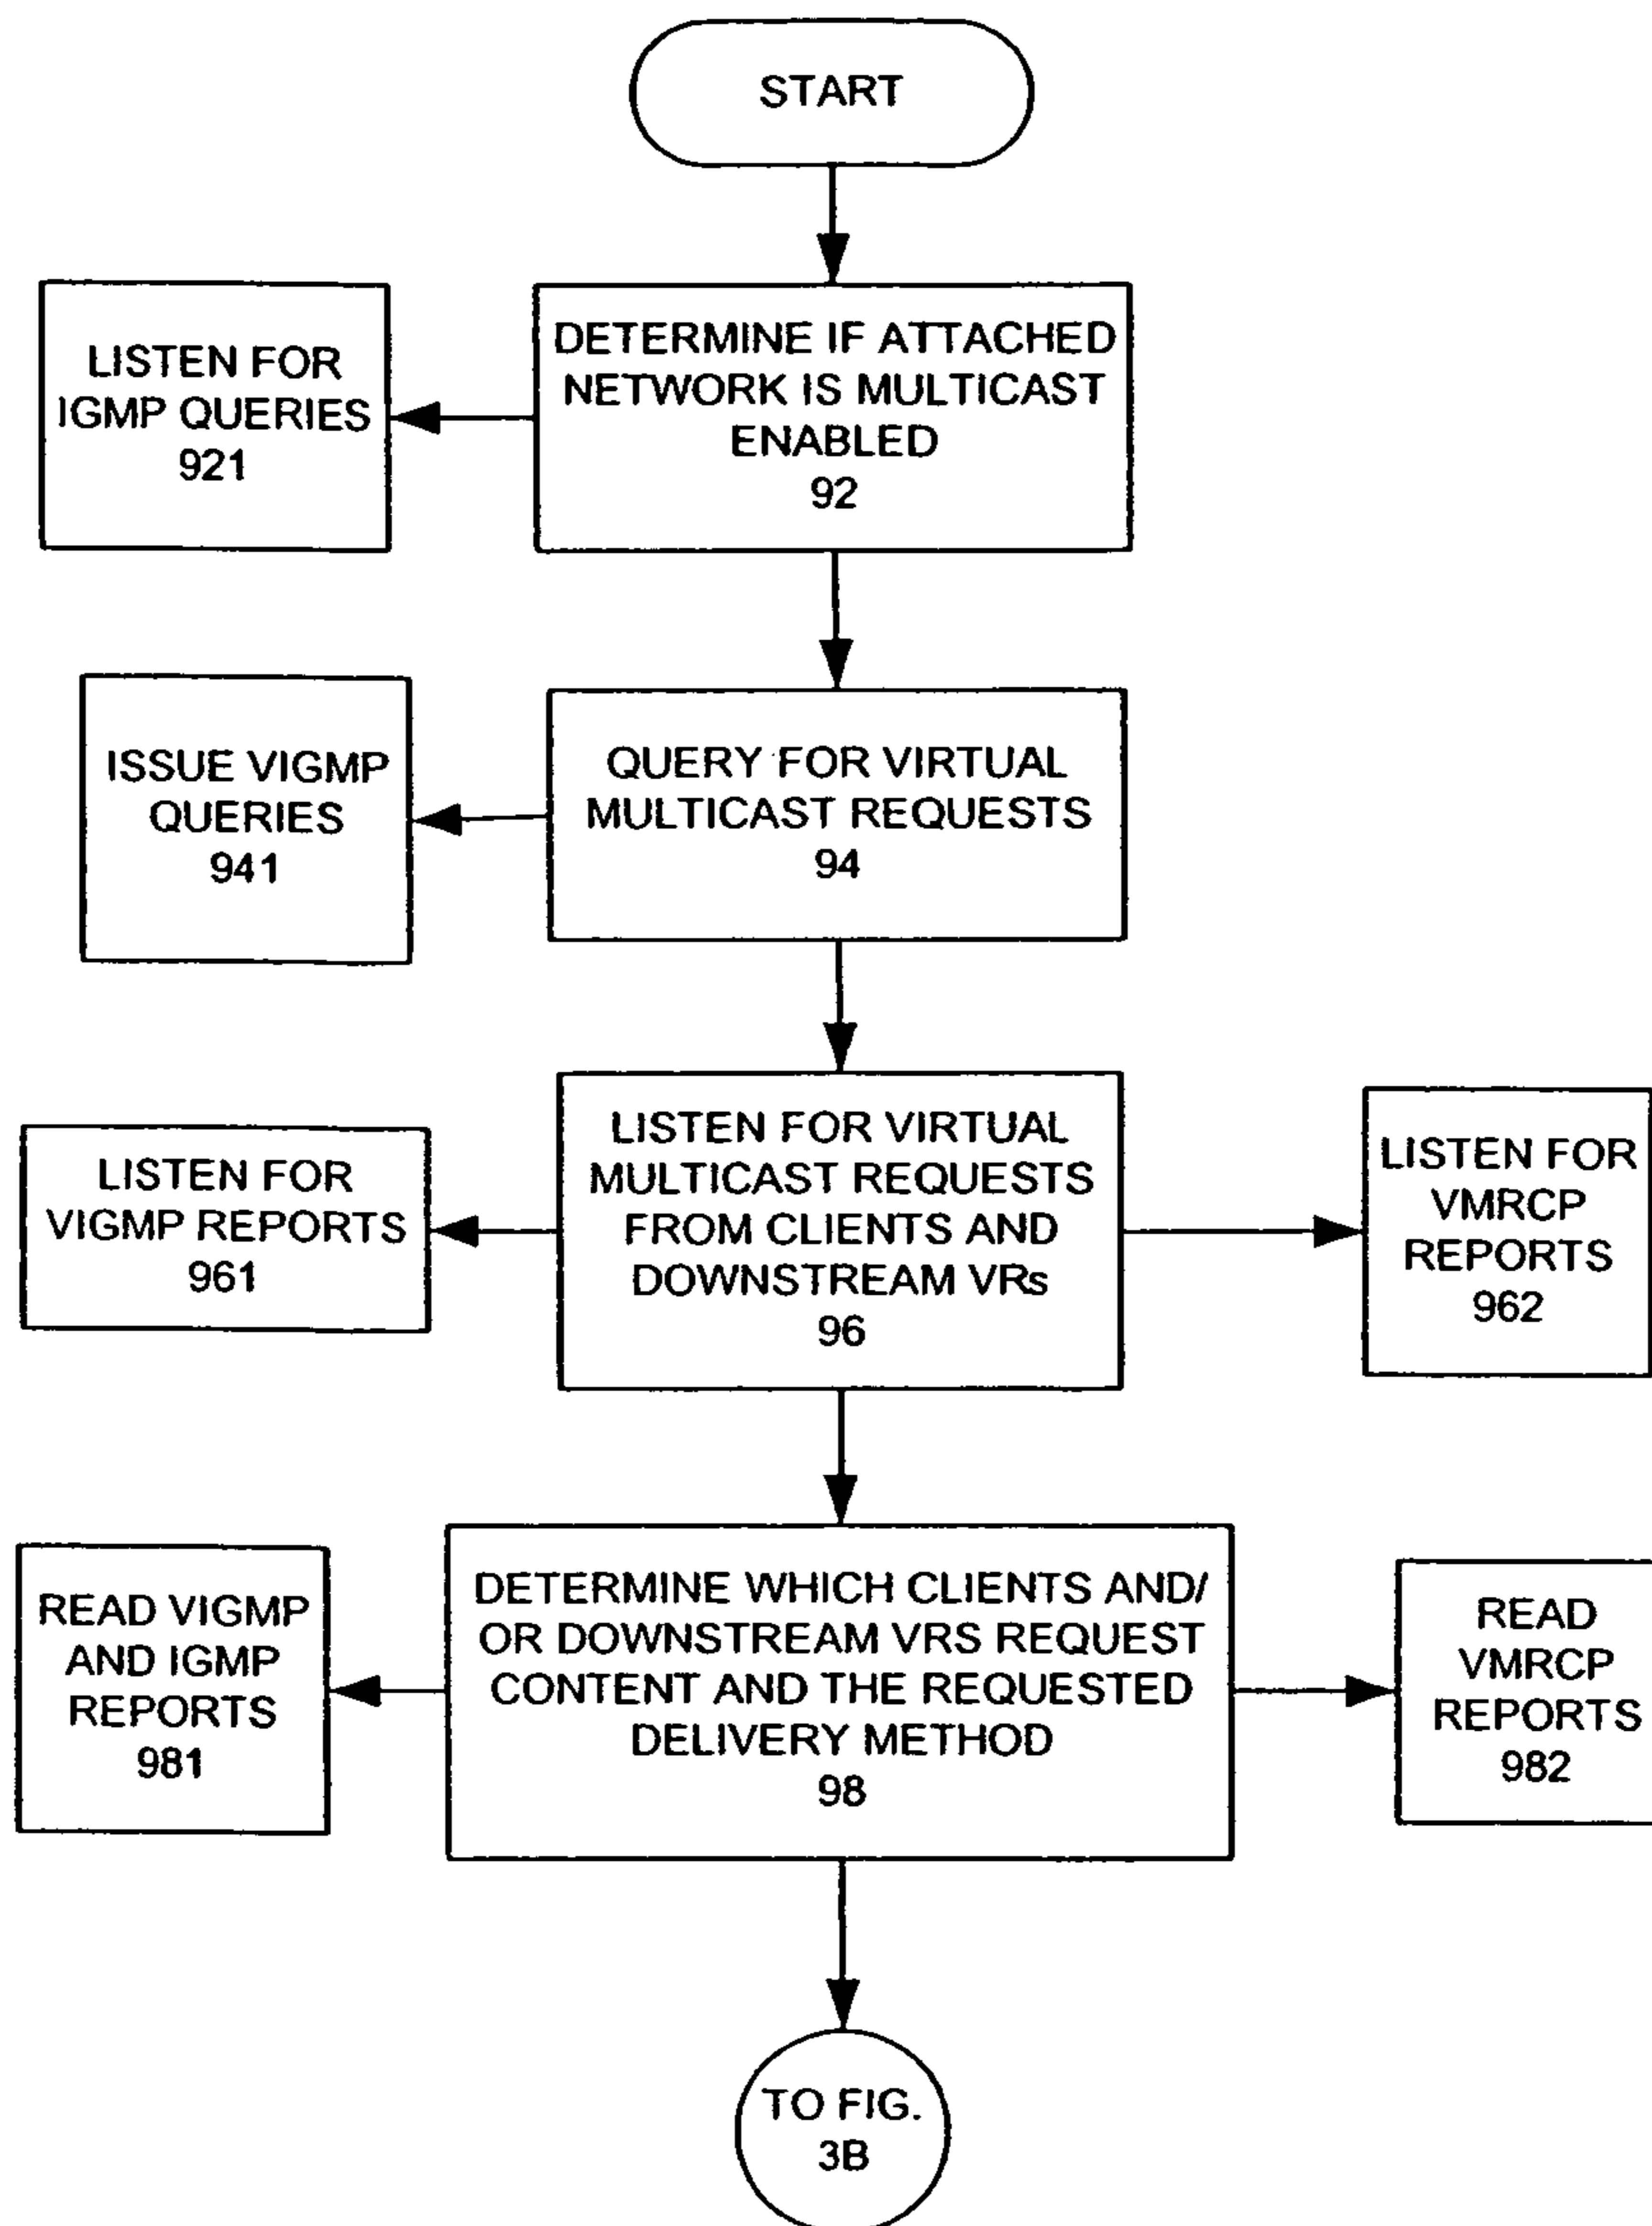 START
LISTEN FOR
IGMP QUERIES
921
DETERMINE IF ATTACHED
NETWORK IS MULTICAST
ENABLED
92
ISSUE VIGMP
QUERIES
941
QUERY FOR VIRTUAL
MULTICAST REQUESTS
94
LISTEN FOR
VIGMP REPORTS
961
LISTEN FOR VIRTUAL
MULTICAST REQUESTS
FROM CLIENTS AND
DOWNSTREAM VRs
96
LISTEN FOR
VMRCP
REPORTS
962
READ VIGMP
AND IGMP
REPORTS
981
DETERMINE WHICH CLIENTS AND/
OR DOWNSTREAM VRS REQUEST
CONTENT AND THE REQUESTED
DELIVERY METHOD
98
READ
VMRCP
REPORTS
982
TO FIG.
3B